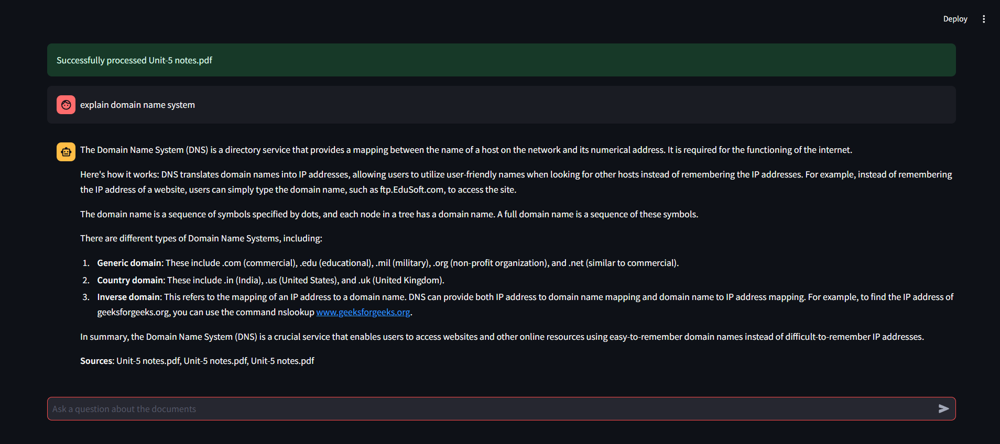 Deploy
Successfully processed Unit-5 notes.pdf
explain domain name system
The Domain Name System (DNS) is a directory service that provides a mapping between the name of a host on the network and its numerical address. It is required for the functioning of the internet.
Here's how it works: DNS translates domain names into IP addresses, allowing users to utilize user-friendly names when looking for other hosts instead of remembering the IP addresses. For example, instead of remembering
the IP address of a website, users can simply type the domain name, such as ftp.EduSoft.com, to access the site.
The domain name is a sequence of symbols specified by dots, and each node in a tree has a domain name. A full domain name is a sequence of these symbols.
There are different types of Domain Name Systems, including:
1. Generic domain: These include .com (commercial), .edu (educational), .mil (military), .org (non-profit organization), and .net (similar to commercial).
2. Country domain: These include .in (India), .us (United States), and .uk (United Kingdom).
3. Inverse domain: This refers to the mapping of an IP address to a domain name. DNS can provide both IP address to domain name mapping and domain name to IP address mapping. For example, to find the IP address of
geeksforgeeks.org, you can use the command nslookup www.geeksforgeeks.org.
In summary, the Domain Name System (DNS) is a crucial service that enables users to access websites and other online resources using easy-to-remember domain names instead of difficult-to-remember IP addresses.
Sources: Unit-5 notes.pdf, Unit-5 notes.pdf, Unit-5 notes.pdf
Ask a question about the documents